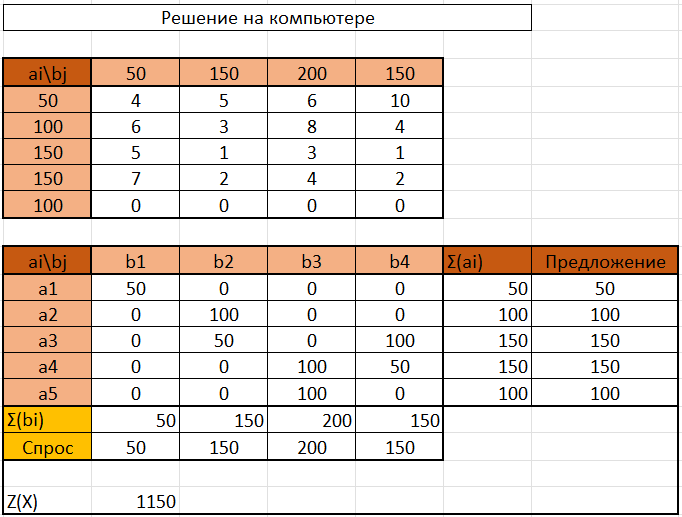 Решение на компьютере
ai\bj 50 150 200 150
50 4 5 6 10
100 6 3 8 4
150 5 1 3 1
150 7 2 4 2
100 0 0 0 0
ai\bj b1 b2 b3 b4 Σ(ai) Предложение
a1 50 0 0 0 50 50
a2 0 100 0 0 100 100
a3 0 50 0 100 150 150
a4 0 0 100 50 150 150
a5 0 0 100 0 100 100
Σ(bi) 50 150 200 150
Спрос 50 150 200 150
Z(X) 1150